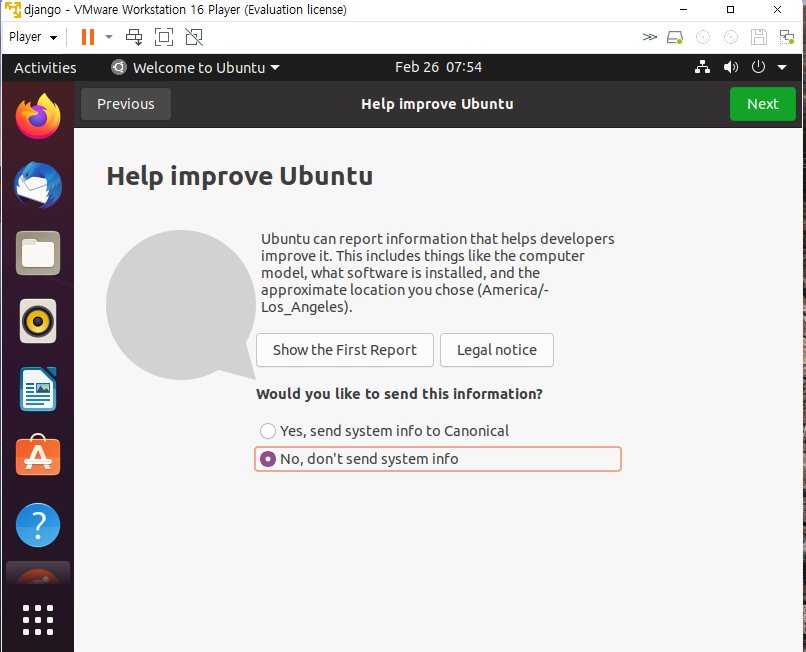 django - VMware Workstation 16 Player (Evaluation license)
Player
Activities
Welcome to Ubuntu
Feb 26 07:54
Previous
Help improve Ubuntu
Next
Help improve Ubuntu
Ubuntu can report information that helps developers
improve it. This includes things like the computer
model, what software is installed, and the
approximate location you chose (America/-
Los_Angeles).
Show the First Report
Legal notice
Would you like to send this information?
Yes, send system info to Canonical
No, don't send system info